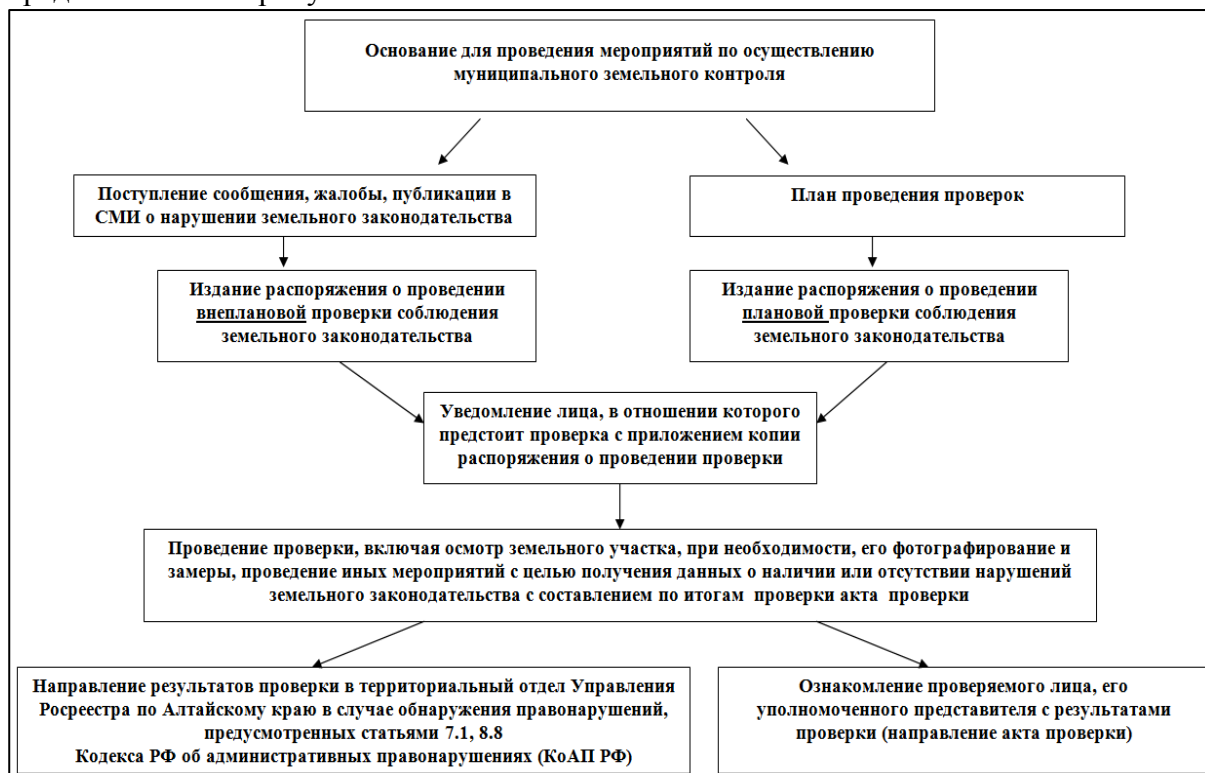 Основание для проведения мероприятий по осуществлению
муниципального земельного контроля
Поступление сообщения, жалобы, публикации в
СМИ о нарушении земельного законодательства
План проведения проверок
Издание распоряжения о проведении
внеплановой проверки соблюдения
земельного законодательства
Издание распоряжения о проведении
плановой проверки соблюдения
земельного законодательства
Уведомление лица, в отношении которого
предстоит проверка с приложением копии
распоряжения о проведении проверки
Проведение проверки, включая осмотр земельного участка, при необходимости, его фотографирование и
замеры, проведение иных мероприятий с целью получения данных о наличии или отсутствии нарушений
земельного законодательства с составлением по итогам проверки акта проверки
Направление результатов проверки в территориальный отдел Управления
Росреестра по Алтайскому краю в случае обнаружения правонарушений,
предусмотренных статьями 7.1, 8.8
Кодекса РФ об административных правонарушениях (КоАП РФ)
Ознакомление проверяемого лица, его
уполномоченного представителя с результатами
проверки (направление акта проверки)